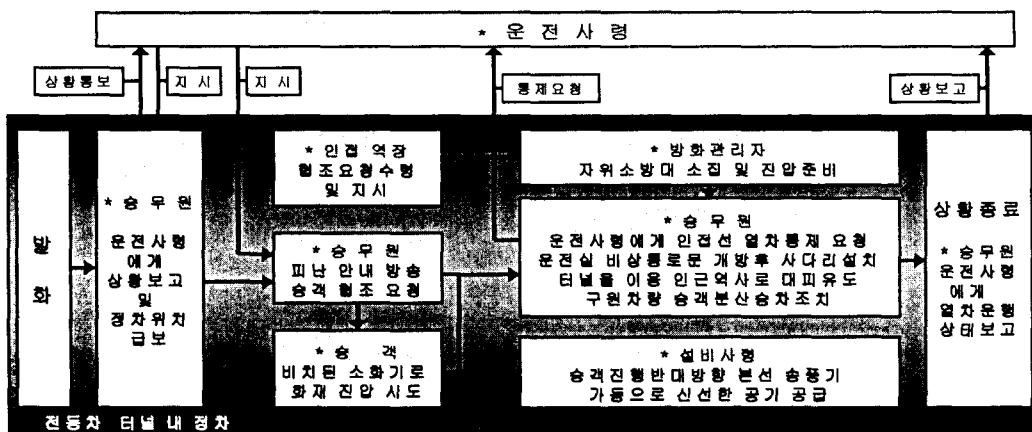 * 운 전 사 령
상황통보
지 시
지 시
통제요청
상황보고
발
화
* 승 무 원
운전사령
에게
상황보고
및
정차위치
급보
* 인접 역장
협조요청수령
및 지시
* 승무원
피난 안내 방송
승객 협조 요청
* 승 객
비치된 소화기로
화재 진압 시도
* 방화관리자
자위소방대 소집 및 진압준비
* 승 무 원
운전사령에게 인접선 열차통제 요청
운전실 비상통로문 개방후 사다리설치
터널을 이용 인근역사로 대피유도
구원차량 승객분산승차조치
* 설비사령
승객진행반대방향 본선 송풍기
가동으로 신선한 공기 공급
상황종료
* 승무원
운전사령
에게
열차운행
상태보고
전동차 터널 내 정차